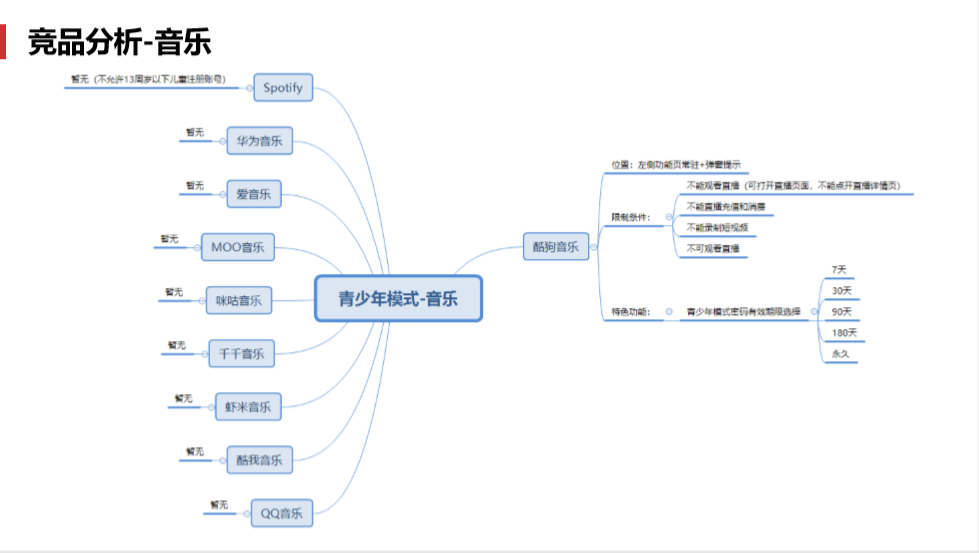 竞品分析-音乐
暂无（不允许13周岁以下儿童注册账号）
Spotify
暂无
华为音乐
暂无
爱音乐
暂无
MOO音乐
暂无
咪咕音乐
暂无
千千音乐
暂无
虾米音乐
暂无
酷我音乐
暂无
QQ音乐
青少年模式-音乐
酷狗音乐
位置：左侧功能页常驻+弹窗提示
限制条件：
不能观看直播（可打开直播页面，不能点开直播详情页）
不能直播充值和消费
不能录制短视频
不可观看直播
特色功能：
青少年模式密码有效期限选择
7天
30天
90天
180天
永久